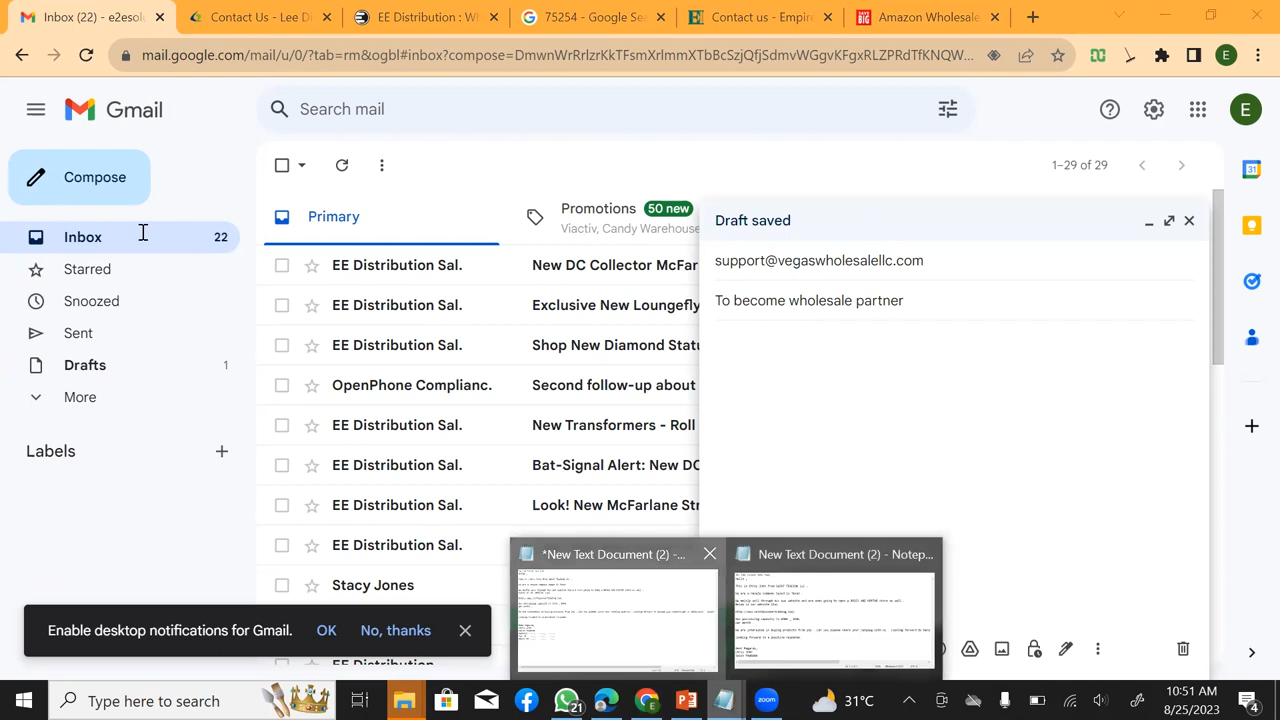 Inbox (22) - e2esolu
Contact Us - Lee Di
EE Distribution : Wh
75254 - Google Sea
Contact us - Empire
Amazon Wholesale
mail.google.com/mail/u/0/?tab=rm&ogbl#inbox?compose=DmwnWrRrlzrKkTFsmXrlmmXTbBcSzjQfjSdmvWGgvKFgxRLZPRdTfKNQW...
E
Gmail
Search mail
E
Compose
1–29 of 29
Primary
Promotions 50 new
Viactiv, Candy Warehouse
Draft saved
Inbox 22
support@vegaswholesalellc.com
Starred
EE Distribution Sal. New DC Collector McFar
Snoozed
EE Distribution Sal. Exclusive New Loungefly
To become wholesale partner
Sent
EE Distribution Sal. Shop New Diamond Statu
Drafts 1
OpenPhone Complianc. Second follow-up about
More
EE Distribution Sal. New Transformers - Roll
Labels
EE Distribution Sal. Bat-Signal Alert: New DC
EE Distribution Sal. Look! New McFarlane Str
EE Distribution Sal.
*New Text Document (2) -...
New Text Document (2) - Notep...
Stacy Jones
desktop notifications for Gmail.
thanks
Type here to search
21
zoom
31°C
10:51 AM
8/25/2023
4